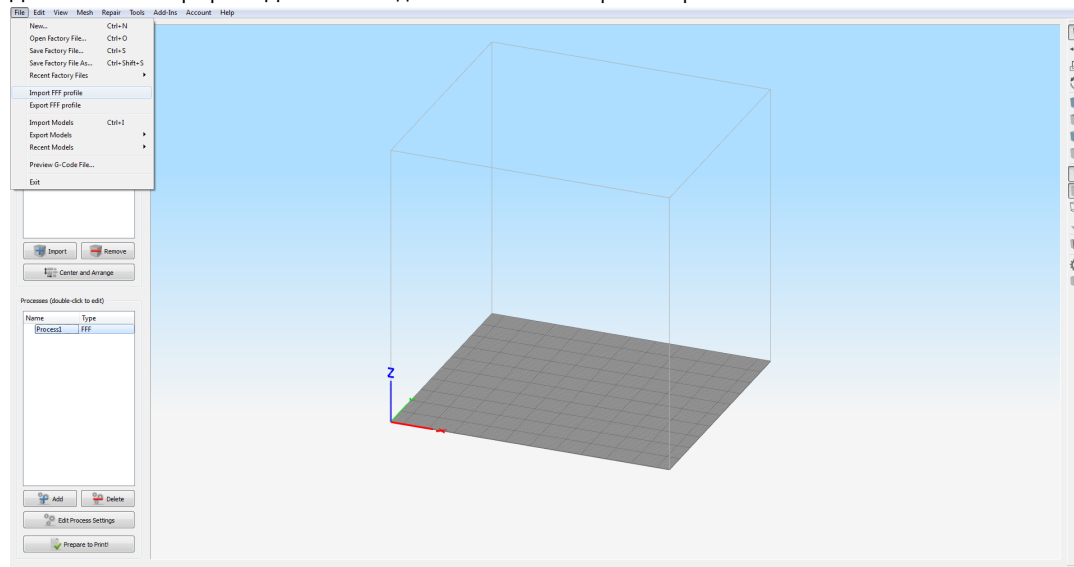 File Edit View Mesh Repair Tools Add-Ins Account Help
New... Ctrl+N
Open Factory File... Ctrl+O
Save Factory File... Ctrl+S
Save Factory File As... Ctrl+Shift+S
Recent Factory Files
Import FFF profile
Export FFF profile
Import Models Ctrl+I
Export Models
Recent Models
Preview G-Code File...
Exit
Import Remove
Center and Arrange
Processes (double-click to edit)
Name Type
Process1 FFF
Z
Add Delete
Edit Process Settings
Prepare to Print!